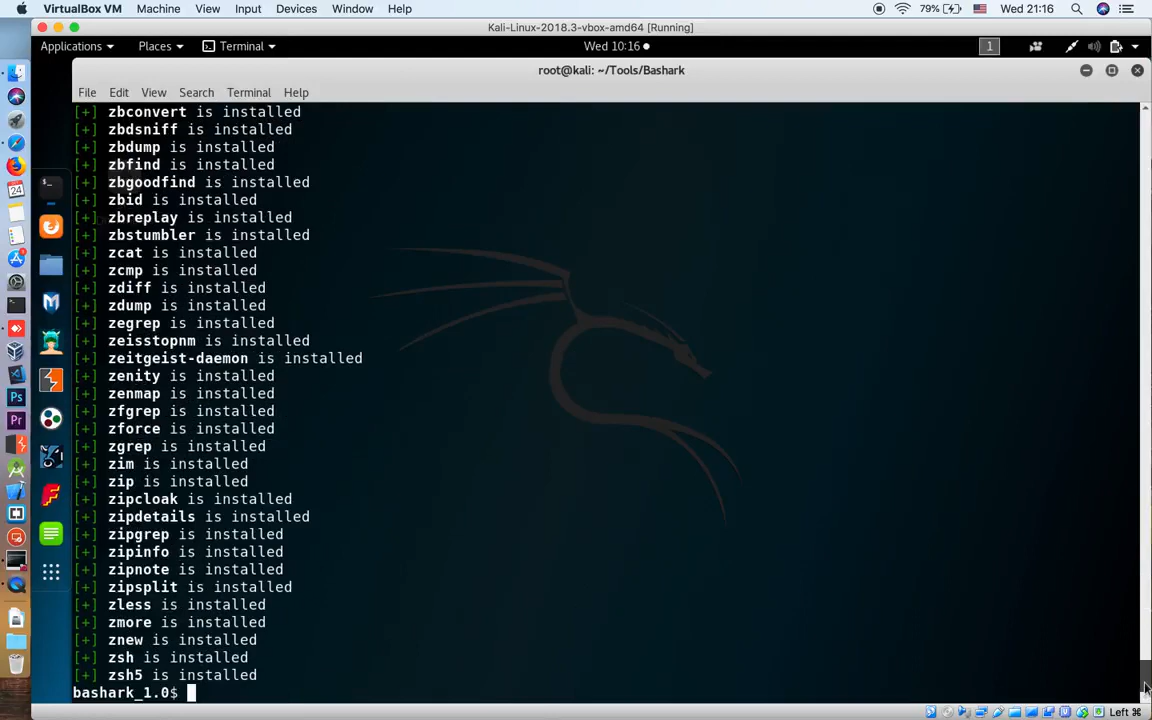 VirtualBox VM Machine View Input Devices Window Help 79% Wed 21:16
Kali-Linux-2018.3-vbox-amd64 [Running]
Applications Places Terminal Wed 10:16 1
root@kali: ~/Tools/Bashark
File Edit View Search Terminal Help
[+] zbconvert is installed
[+] zbdsniff is installed
[+] zbdump is installed
[+] zbfind is installed
[+] zbgoodfind is installed
[+] zbid is installed
[+] zbreplay is installed
[+] zbstumbler is installed
[+] zcat is installed
[+] zcmp is installed
[+] zdiff is installed
[+] zdump is installed
[+] zegrep is installed
[+] zeisstopnm is installed
[+] zeitgeist-daemon is installed
[+] zenity is installed
[+] zenmap is installed
[+] zfgrep is installed
[+] zforce is installed
[+] zgrep is installed
[+] zim is installed
[+] zip is installed
[+] zipcloak is installed
[+] zipdetails is installed
[+] zipgrep is installed
[+] zipinfo is installed
[+] zipnote is installed
[+] zipsplit is installed
[+] zless is installed
[+] zmore is installed
[+] znew is installed
[+] zsh is installed
[+] zsh5 is installed
bashark_1.0$
Left ⌘